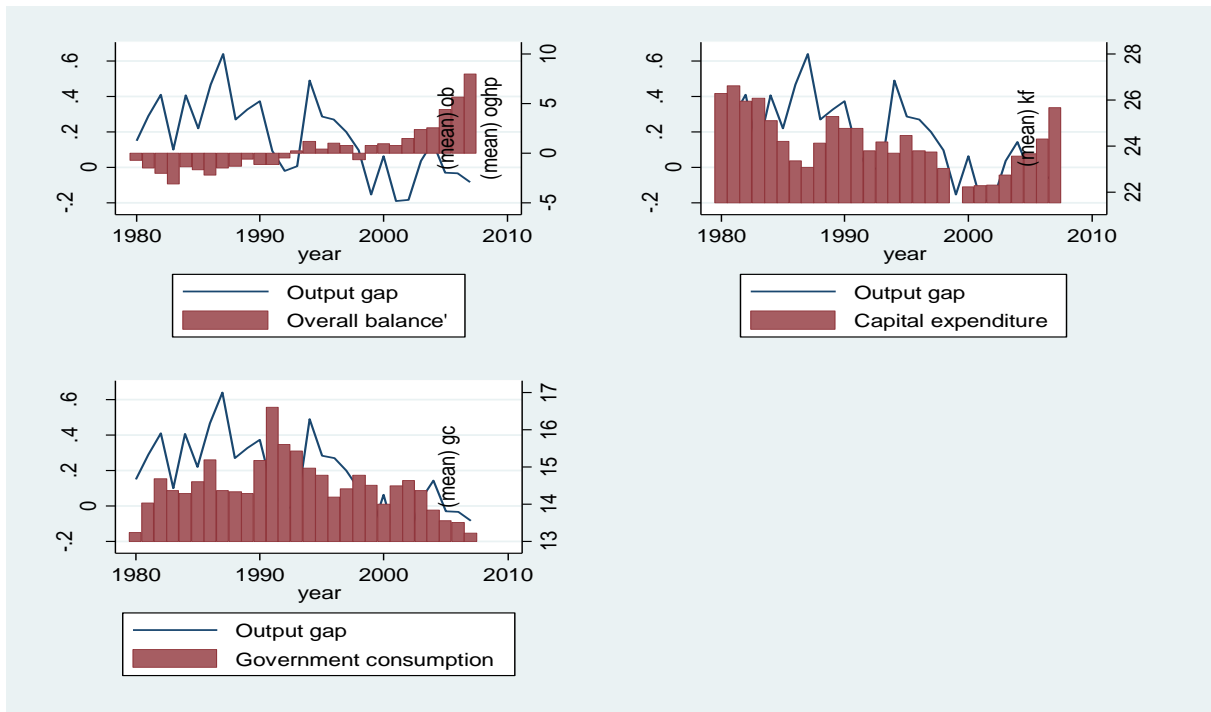 .6
.4
.2
0
-.2
10
5
0
-5
(mean) ob
(mean) oghp
1980 1990 2000 2010
year
Output gap
Overall balance'
.6
.4
.2
0
-.2
28
26
24
22
(mean) kf
1980 1990 2000 2010
year
Output gap
Capital expenditure
.6
.4
.2
0
-.2
17
16
15
14
13
(mean) gc
1980 1990 2000 2010
year
Output gap
Government consumption